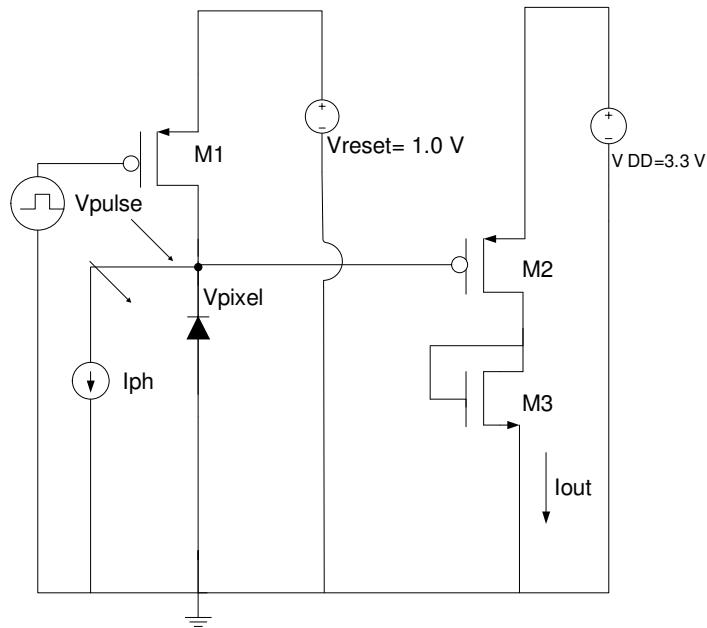 M1
Vreset= 1.0 V
V DD=3.3 V
Vpulse
M2
Vpixel
Iph
M3
Iout